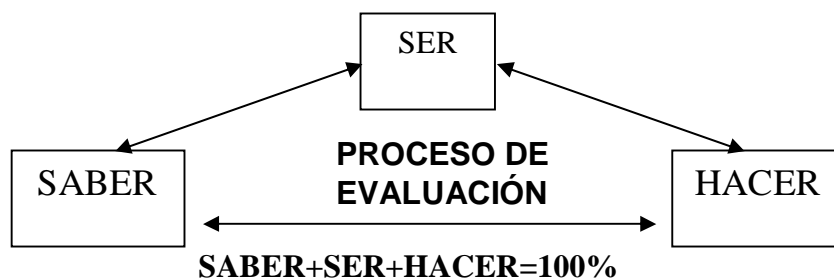 SER
SABER
PROCESO DE
EVALUACIÓN
HACER
SABER+SER+HACER=100%